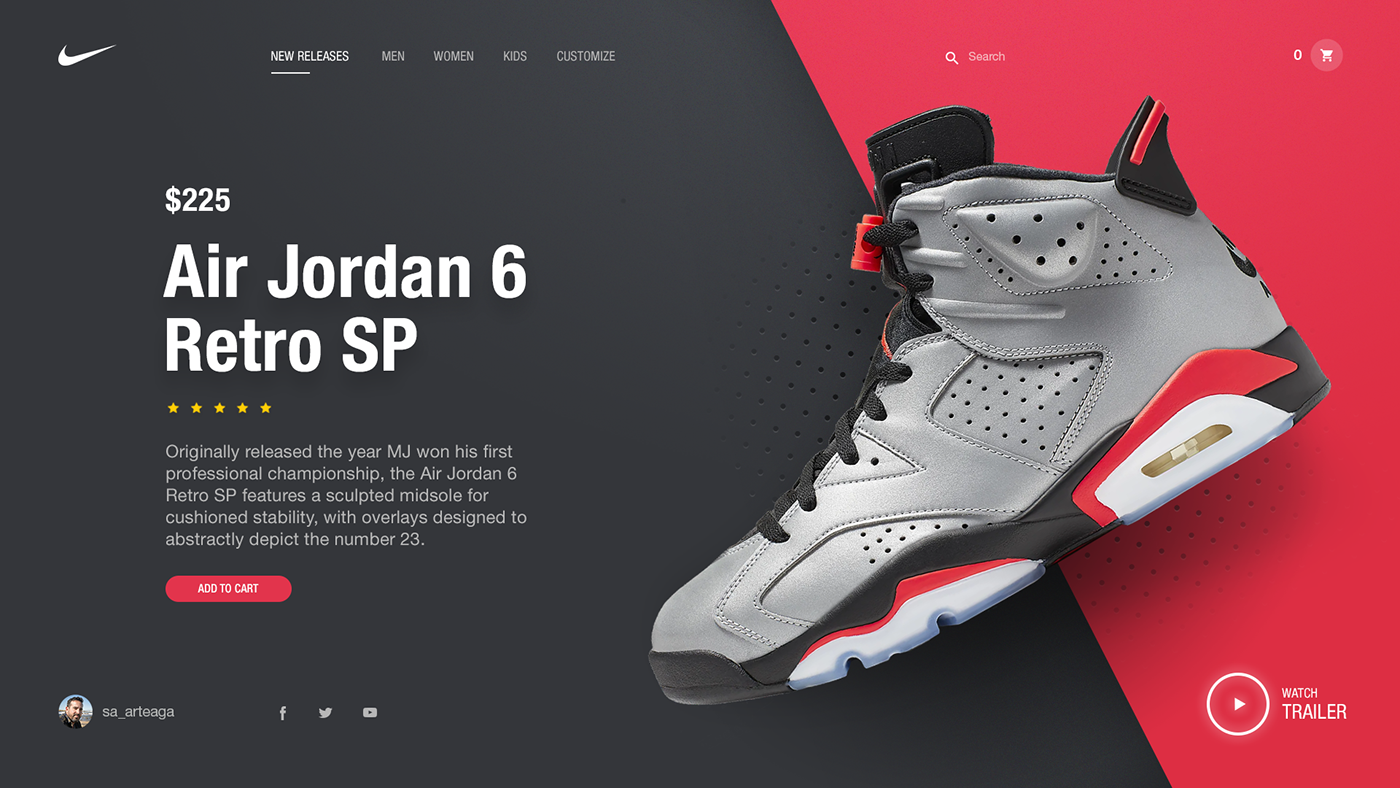 NEW RELEASES MEN WOMEN KIDS CUSTOMIZE
Search
0
$225
Air Jordan 6
Retro SP
Originally released the year MJ won his first
professional championship, the Air Jordan 6
Retro SP features a sculpted midsole for
cushioned stability, with overlays designed to
abstractly depict the number 23.
ADD TO CART
sa_arteaga
WATCH
TRAILER